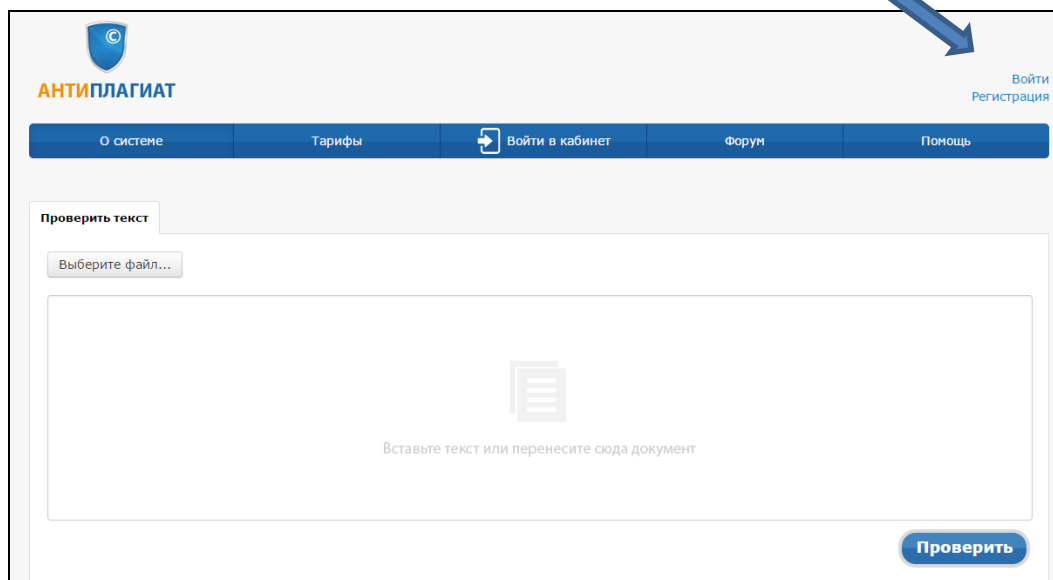 ©
АНТИПЛАГИАТ
Войти
Регистрация
О системе Тарифы Войти в кабинет Форум Помощь
Проверить текст
Выберите файл...
Вставьте текст или перенесите сюда документ
Проверить